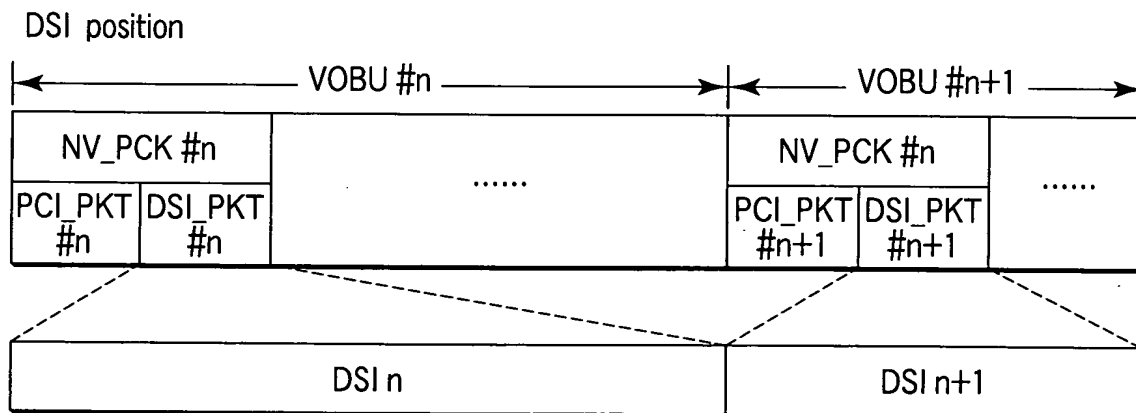 DSI position
VOBU #n
VOBU #n+1
NV_PCK #n
NV_PCK #n
......
......
PCI_PKT
#n
DSI_PKT
#n
PCI_PKT
#n+1
DSI_PKT
#n+1
DSI n
DSI n+1